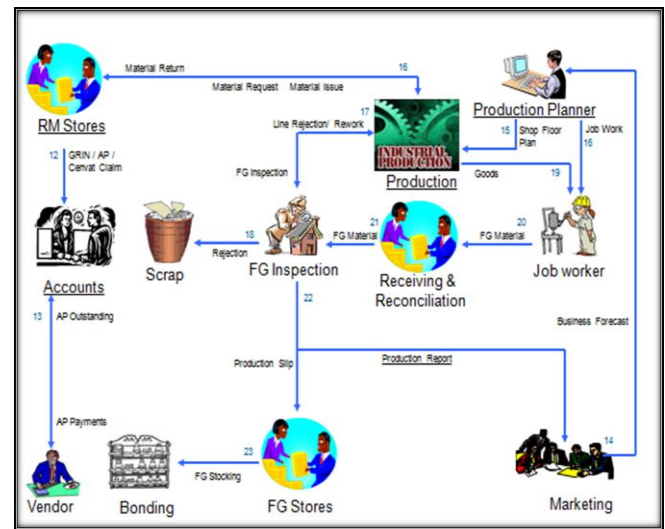 Material Return
16
Material Request Material Issue
RM Stores
17
Line Rejection/ Rework
INDUSTRIAL
PRODUCTION
Production
Production Planner
15
Shop Floor
Plan
Job Work
16
12
GRIN / AP /
Cenvat Claim
FG Inspection
Goods
19
18
Rejection
21
FG Material
20
FG Material
Accounts
Scrap
FG Inspection
Receiving &
Reconciliation
Job worker
13
AP Outstanding
22
Business Forecast
Production Slip
Production Report
AP Payments
23
FG Stocking
14
Vendor
Bonding
FG Stores
Marketing